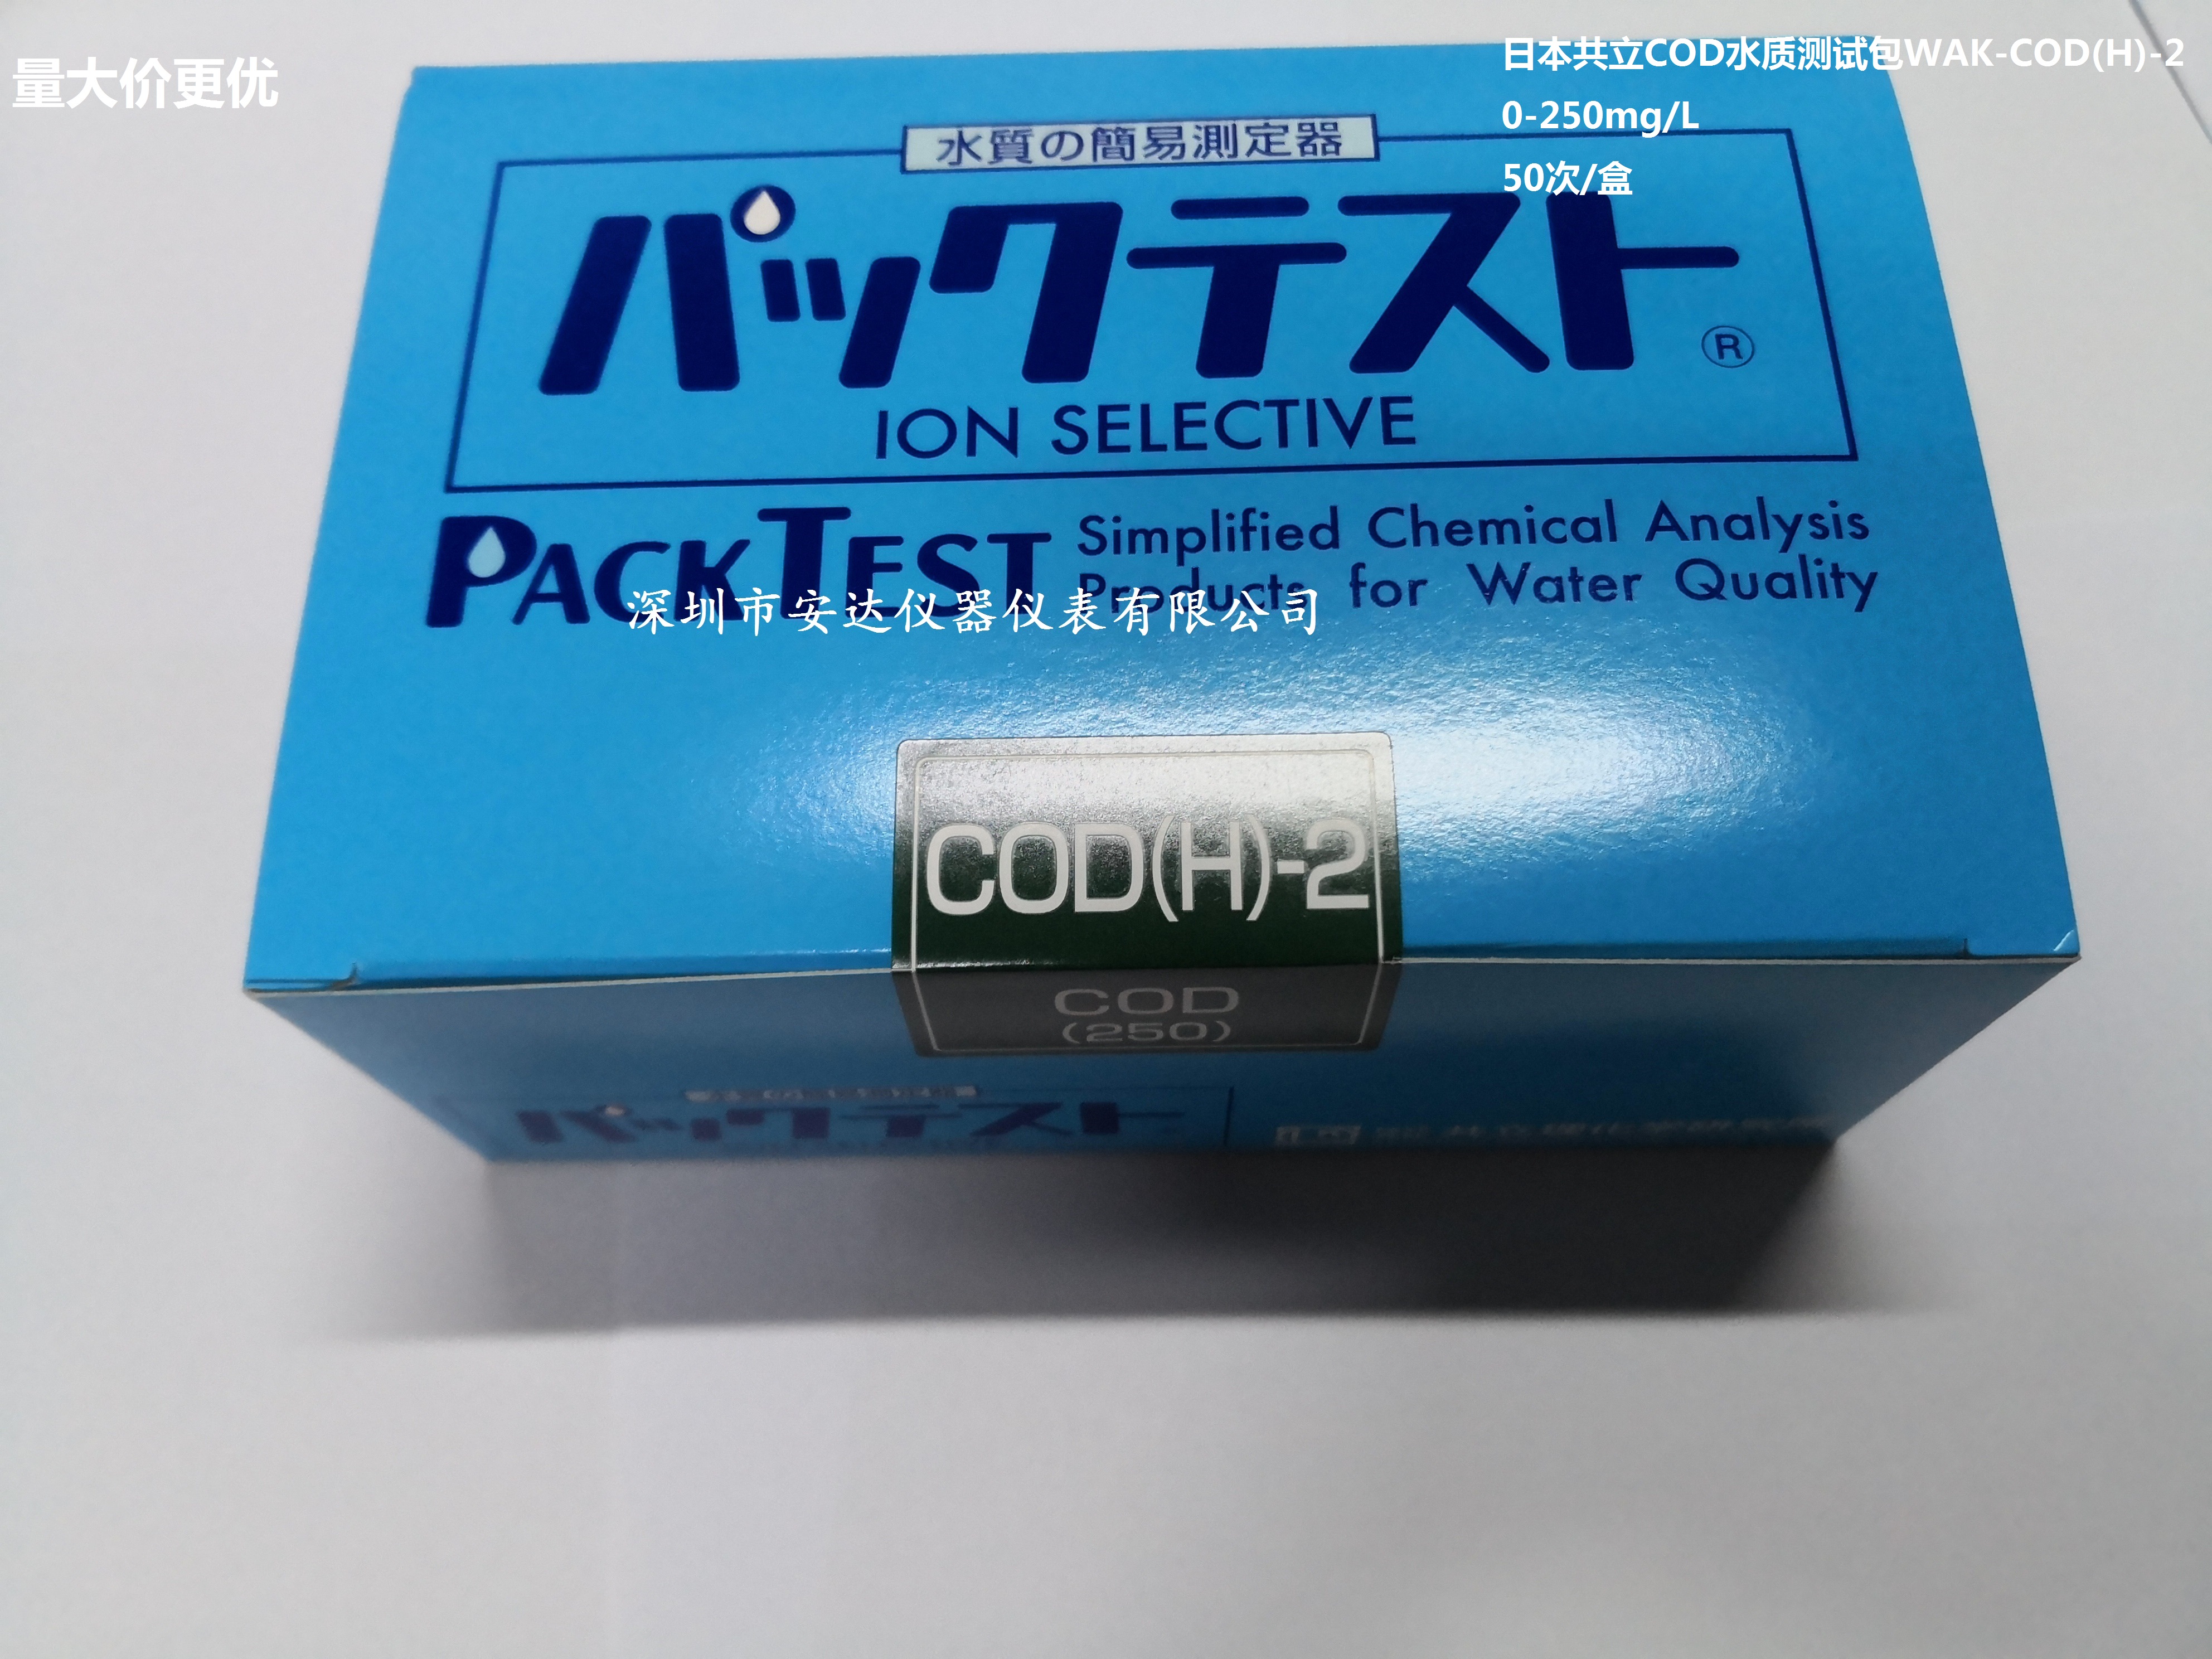 量大价更优
日本共立COD水质测试包WAK-COD(H)-2
0-250mg/L
50次/盒
水質の簡易測定器
パックテスト®
ION SELECTIVE
PACKTEST
Simplified Chemical Analysis
Products for Water Quality
深圳市安达仪器仪表有限公司
COD(H)-2
COD
(250)
パックテスト